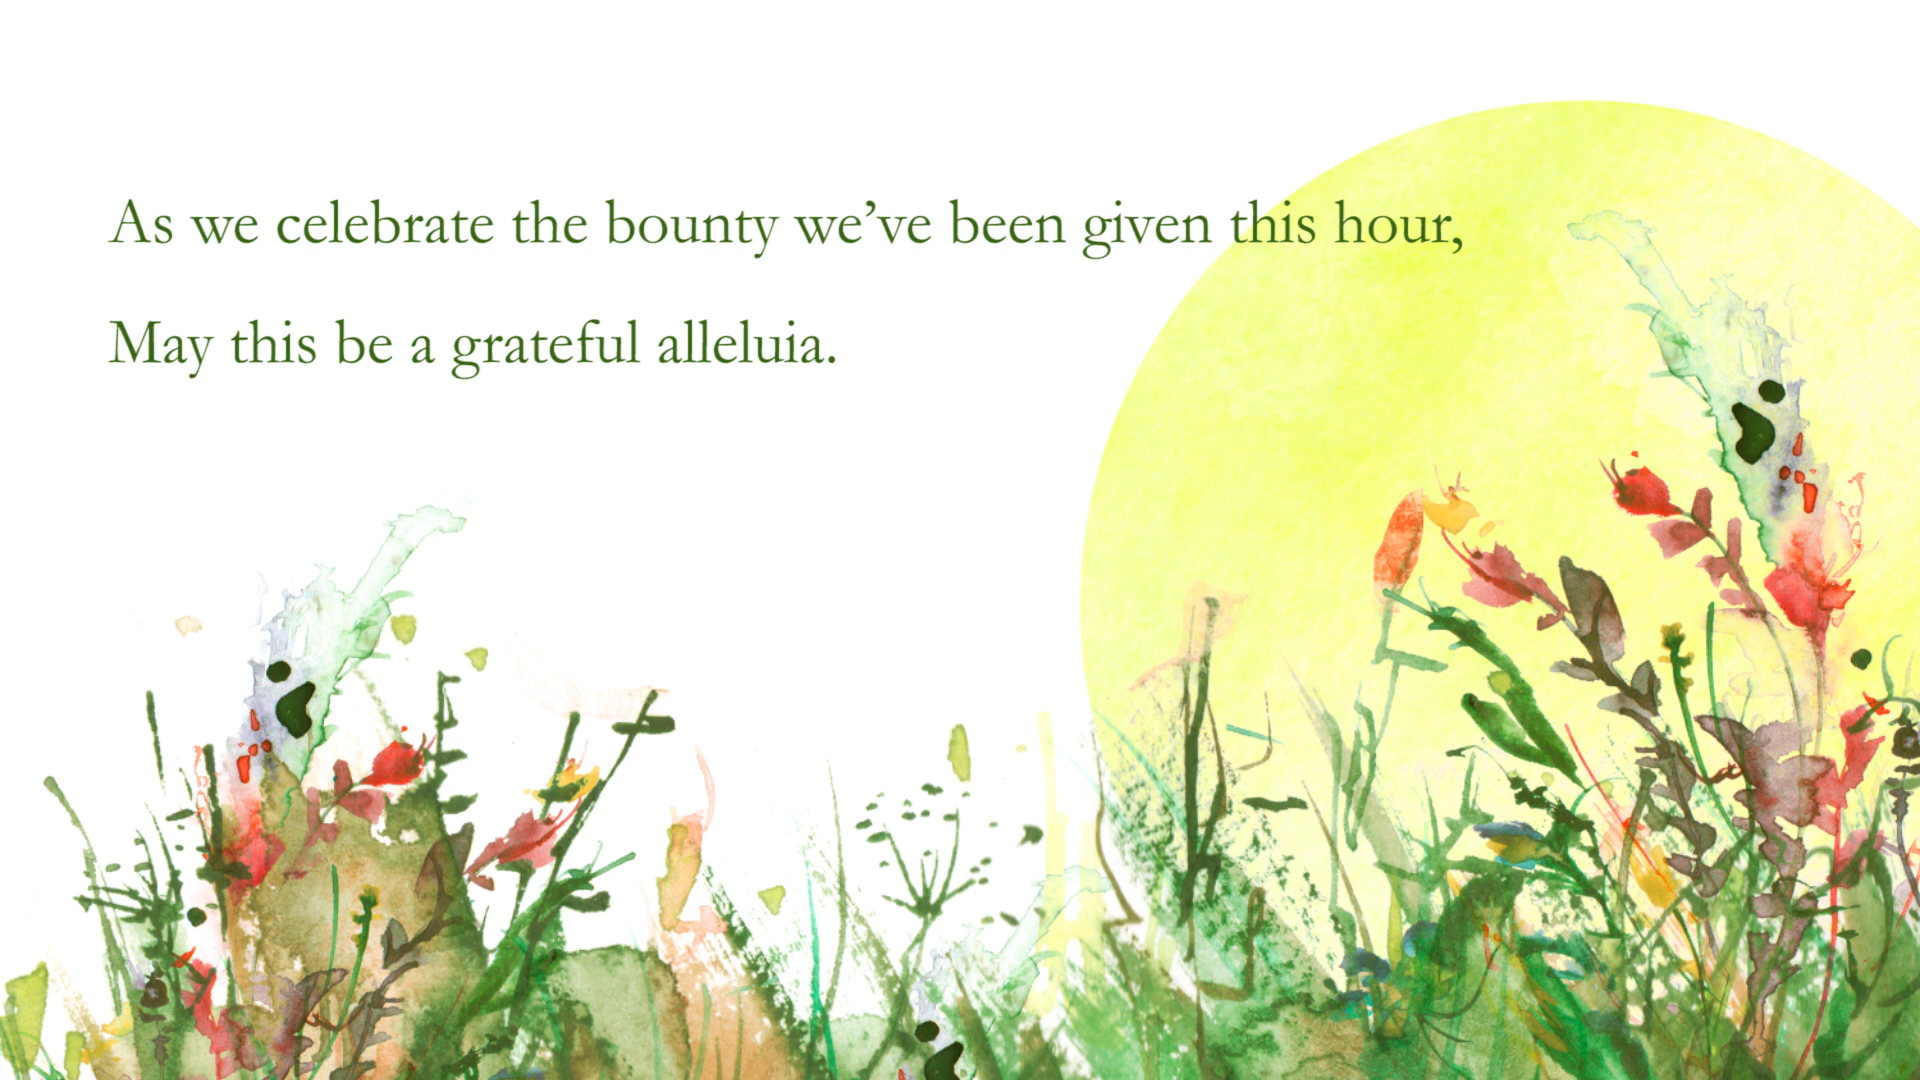 As we celebrate the bounty we’ve been given this hour,
May this be a grateful alleluia.